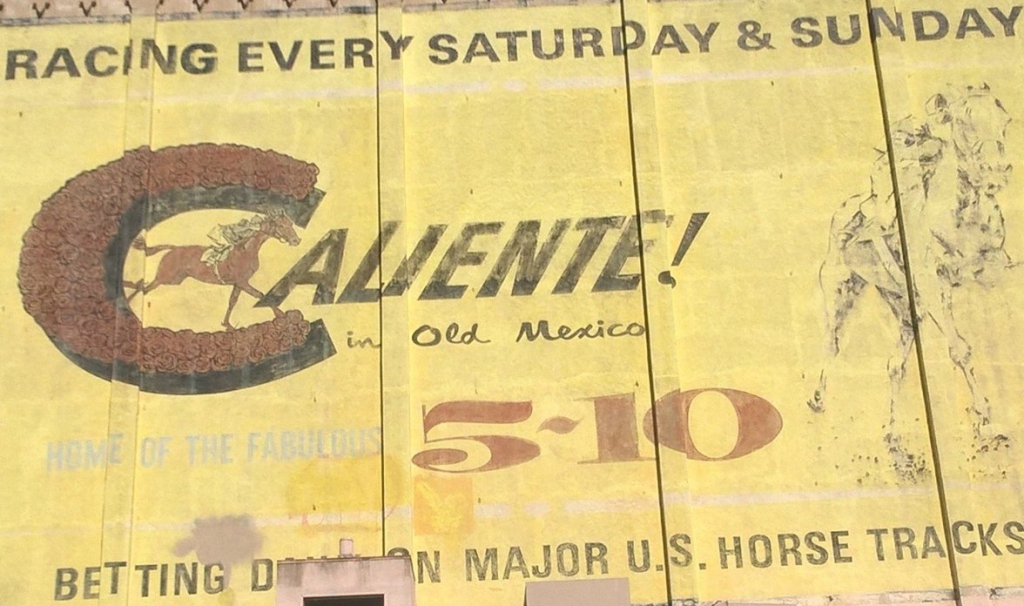 RACING EVERY SATURDAY & SUNDAY
CALIENTE!
in Old Mexico
HOME OF THE FABULOUS 5-10
BETTING ON MAJOR U.S. HORSE TRACKS